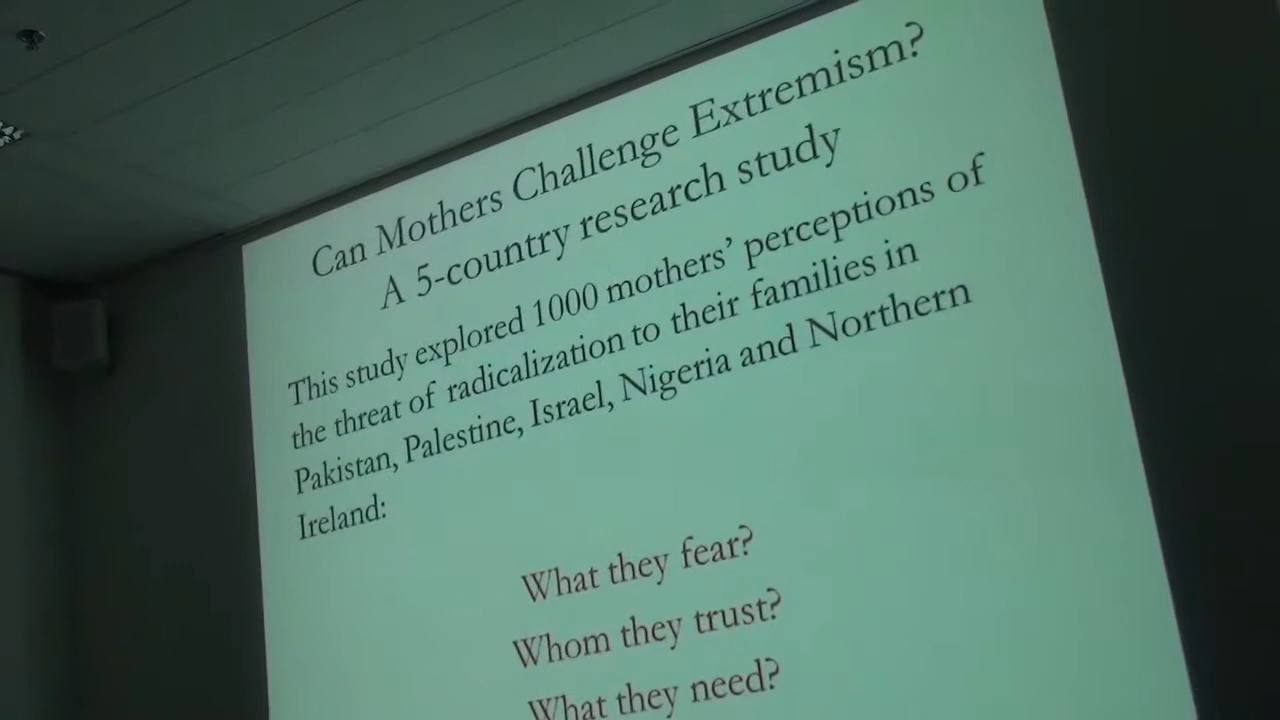 Can Mothers Challenge Extremism?
A 5-country research study
This study explored 1000 mothers’ perceptions of
the threat of radicalization to their families in
Pakistan, Palestine, Israel, Nigeria and Northern
Ireland:
What they fear?
Whom they trust?
What they need?